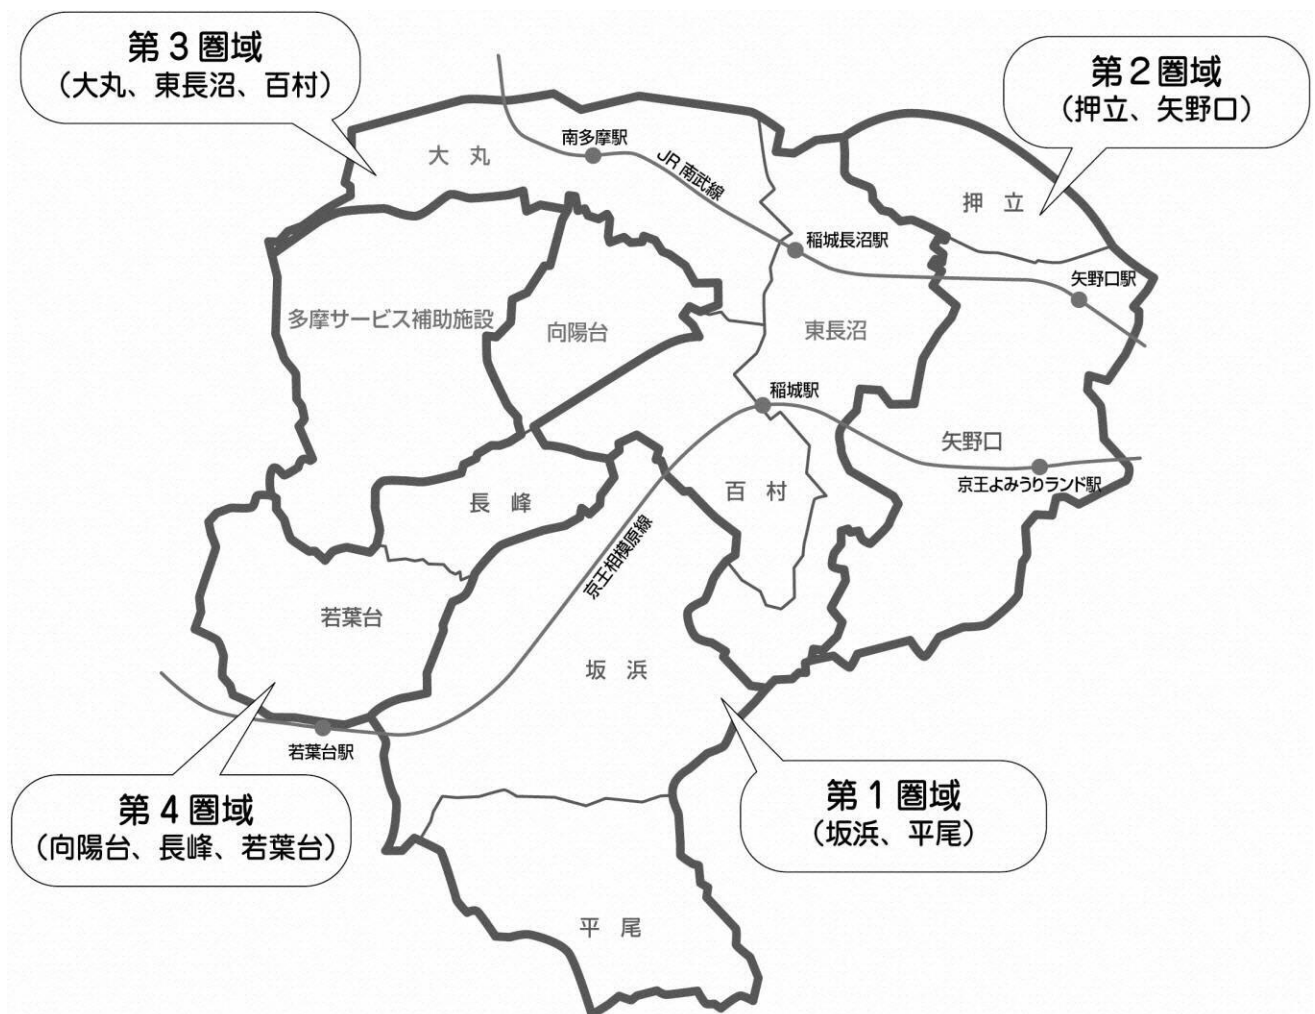 第3圏域
（大丸、東長沼、百村）
第2圏域
（押立、矢野口）
南多摩駅
大丸
JR南武線
押立
稲城長沼駅
矢野口駅
多摩サービス補助施設
向陽台
東長沼
稲城駅
矢野口
京王よみうりランド駅
百村
長峰
京王相模原線
若葉台
坂浜
若葉台駅
第4圏域
（向陽台、長峰、若葉台）
第1圏域
（坂浜、平尾）
平尾